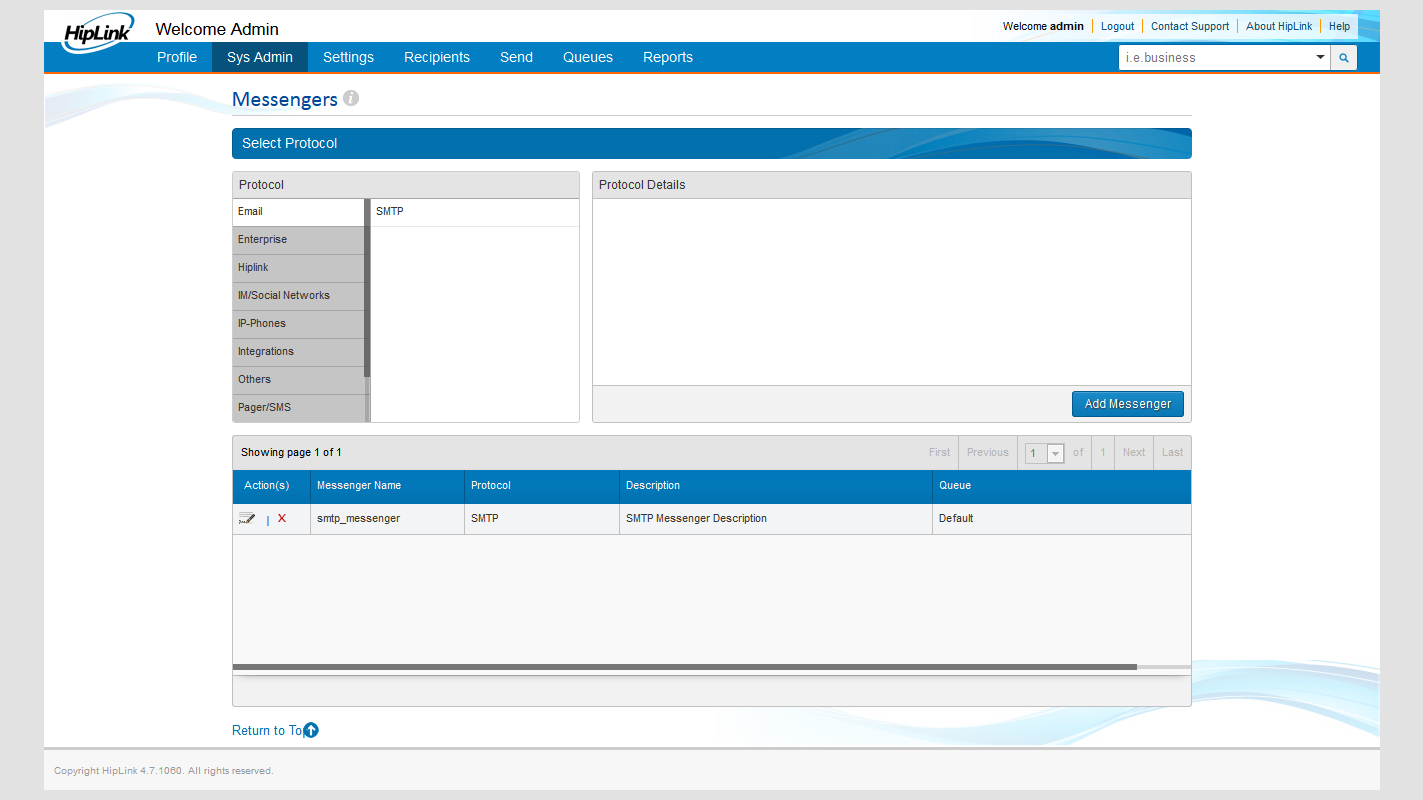 HipLink
Welcome Admin
Welcome admin Logout Contact Support About HipLink Help
Profile Sys Admin Settings Recipients Send Queues Reports
i.e.business
Messengers i
Select Protocol
Protocol
Protocol Details
Email
SMTP
Enterprise
Hiplink
IM/Social Networks
IP-Phones
Integrations
Others
Pager/SMS
Add Messenger
Showing page 1 of 1
First Previous 1 of 1 Next Last
Action(s) Messenger Name Protocol Description Queue
| X smtp_messenger SMTP SMTP Messenger Description Default
Return to Top
Copyright HipLink 4.7.1060. All rights reserved.